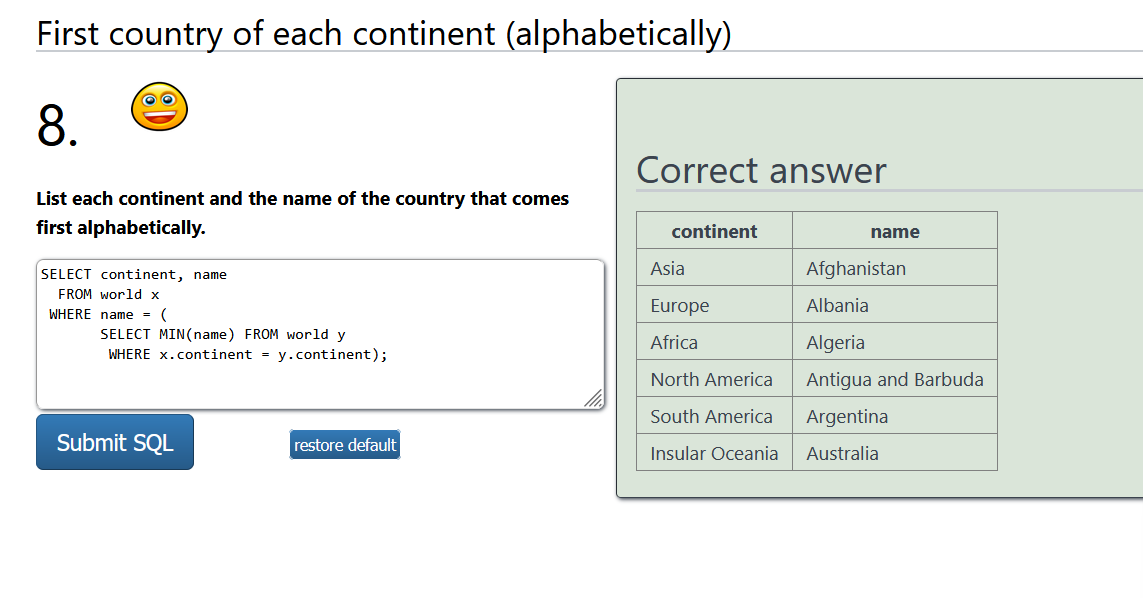 First country of each continent (alphabetically)
8.
List each continent and the name of the country that comes
first alphabetically.
SELECT continent, name
  FROM world x
 WHERE name = (
       SELECT MIN(name) FROM world y
        WHERE x.continent = y.continent);
Submit SQL
restore default
Correct answer
continent name
Asia Afghanistan
Europe Albania
Africa Algeria
North America Antigua and Barbuda
South America Argentina
Insular Oceania Australia